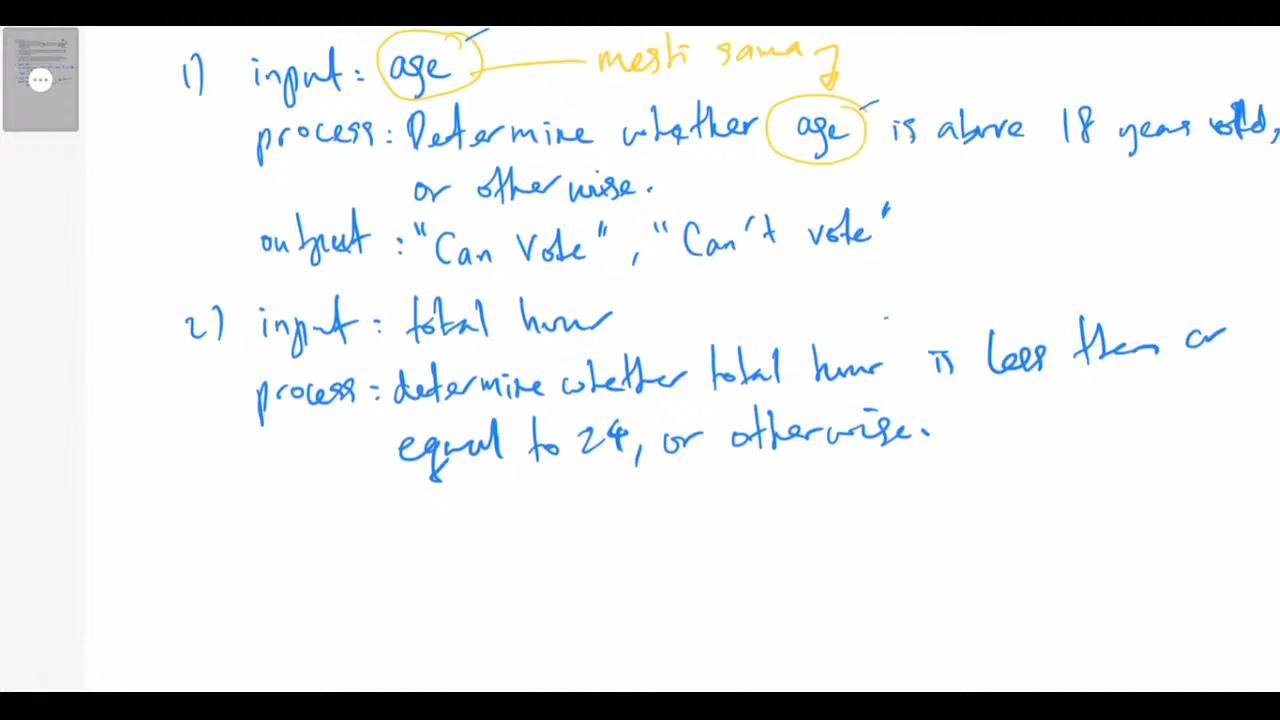 1) input: age mesti sama
process: Determine whether age is above 18 year old,
or otherwise.
output: "Can Vote", "Can't vote"
2) input: total hour
process: determine whether total hour is less than or
equal to 24, or otherwise.